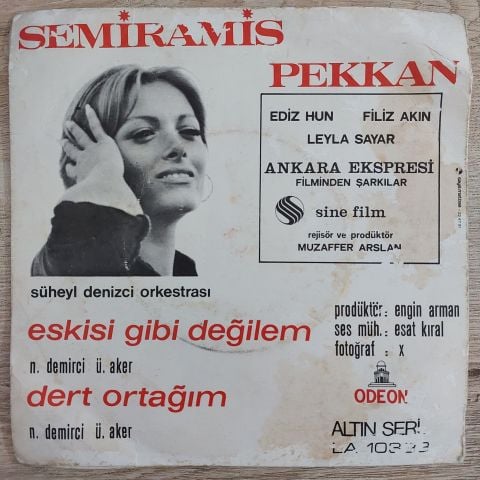 SEMİRAMİS
PEKKAN
EDİZ HUN FİLİZ AKIN
LEYLA SAYAR
ANKARA EKSPRESİ
FİLMİNDEN ŞARKILAR
sine film
rejisör ve prodüktör
MUZAFFER ARSLAN
süheyl denizci orkestrası
eskisi gibi değilem
n. demirci ü. aker
dert ortağım
n. demirci ü. aker
prodüktör: engin arman
ses müh.: esat kıral
fotoğraf : x
ODEON
ALTIN SERİ
LA